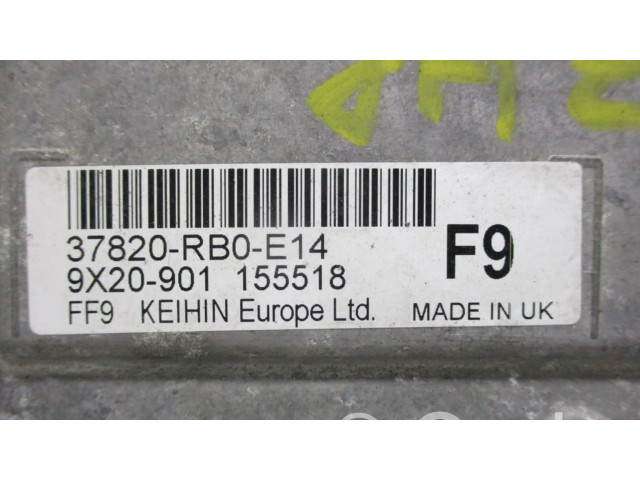 37820-RB0-E14
F9
9X20-901 155518
FF9 KEIHIN Europe Ltd. MADE IN UK